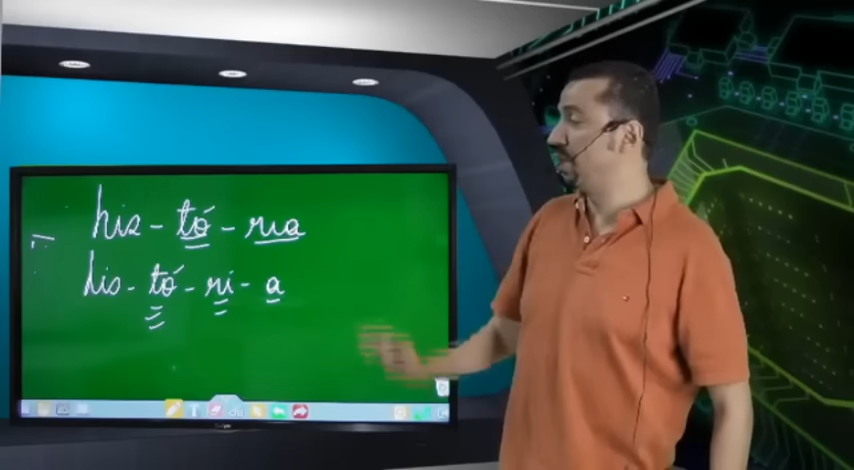 his - tó - ria
his - tó - ri - a